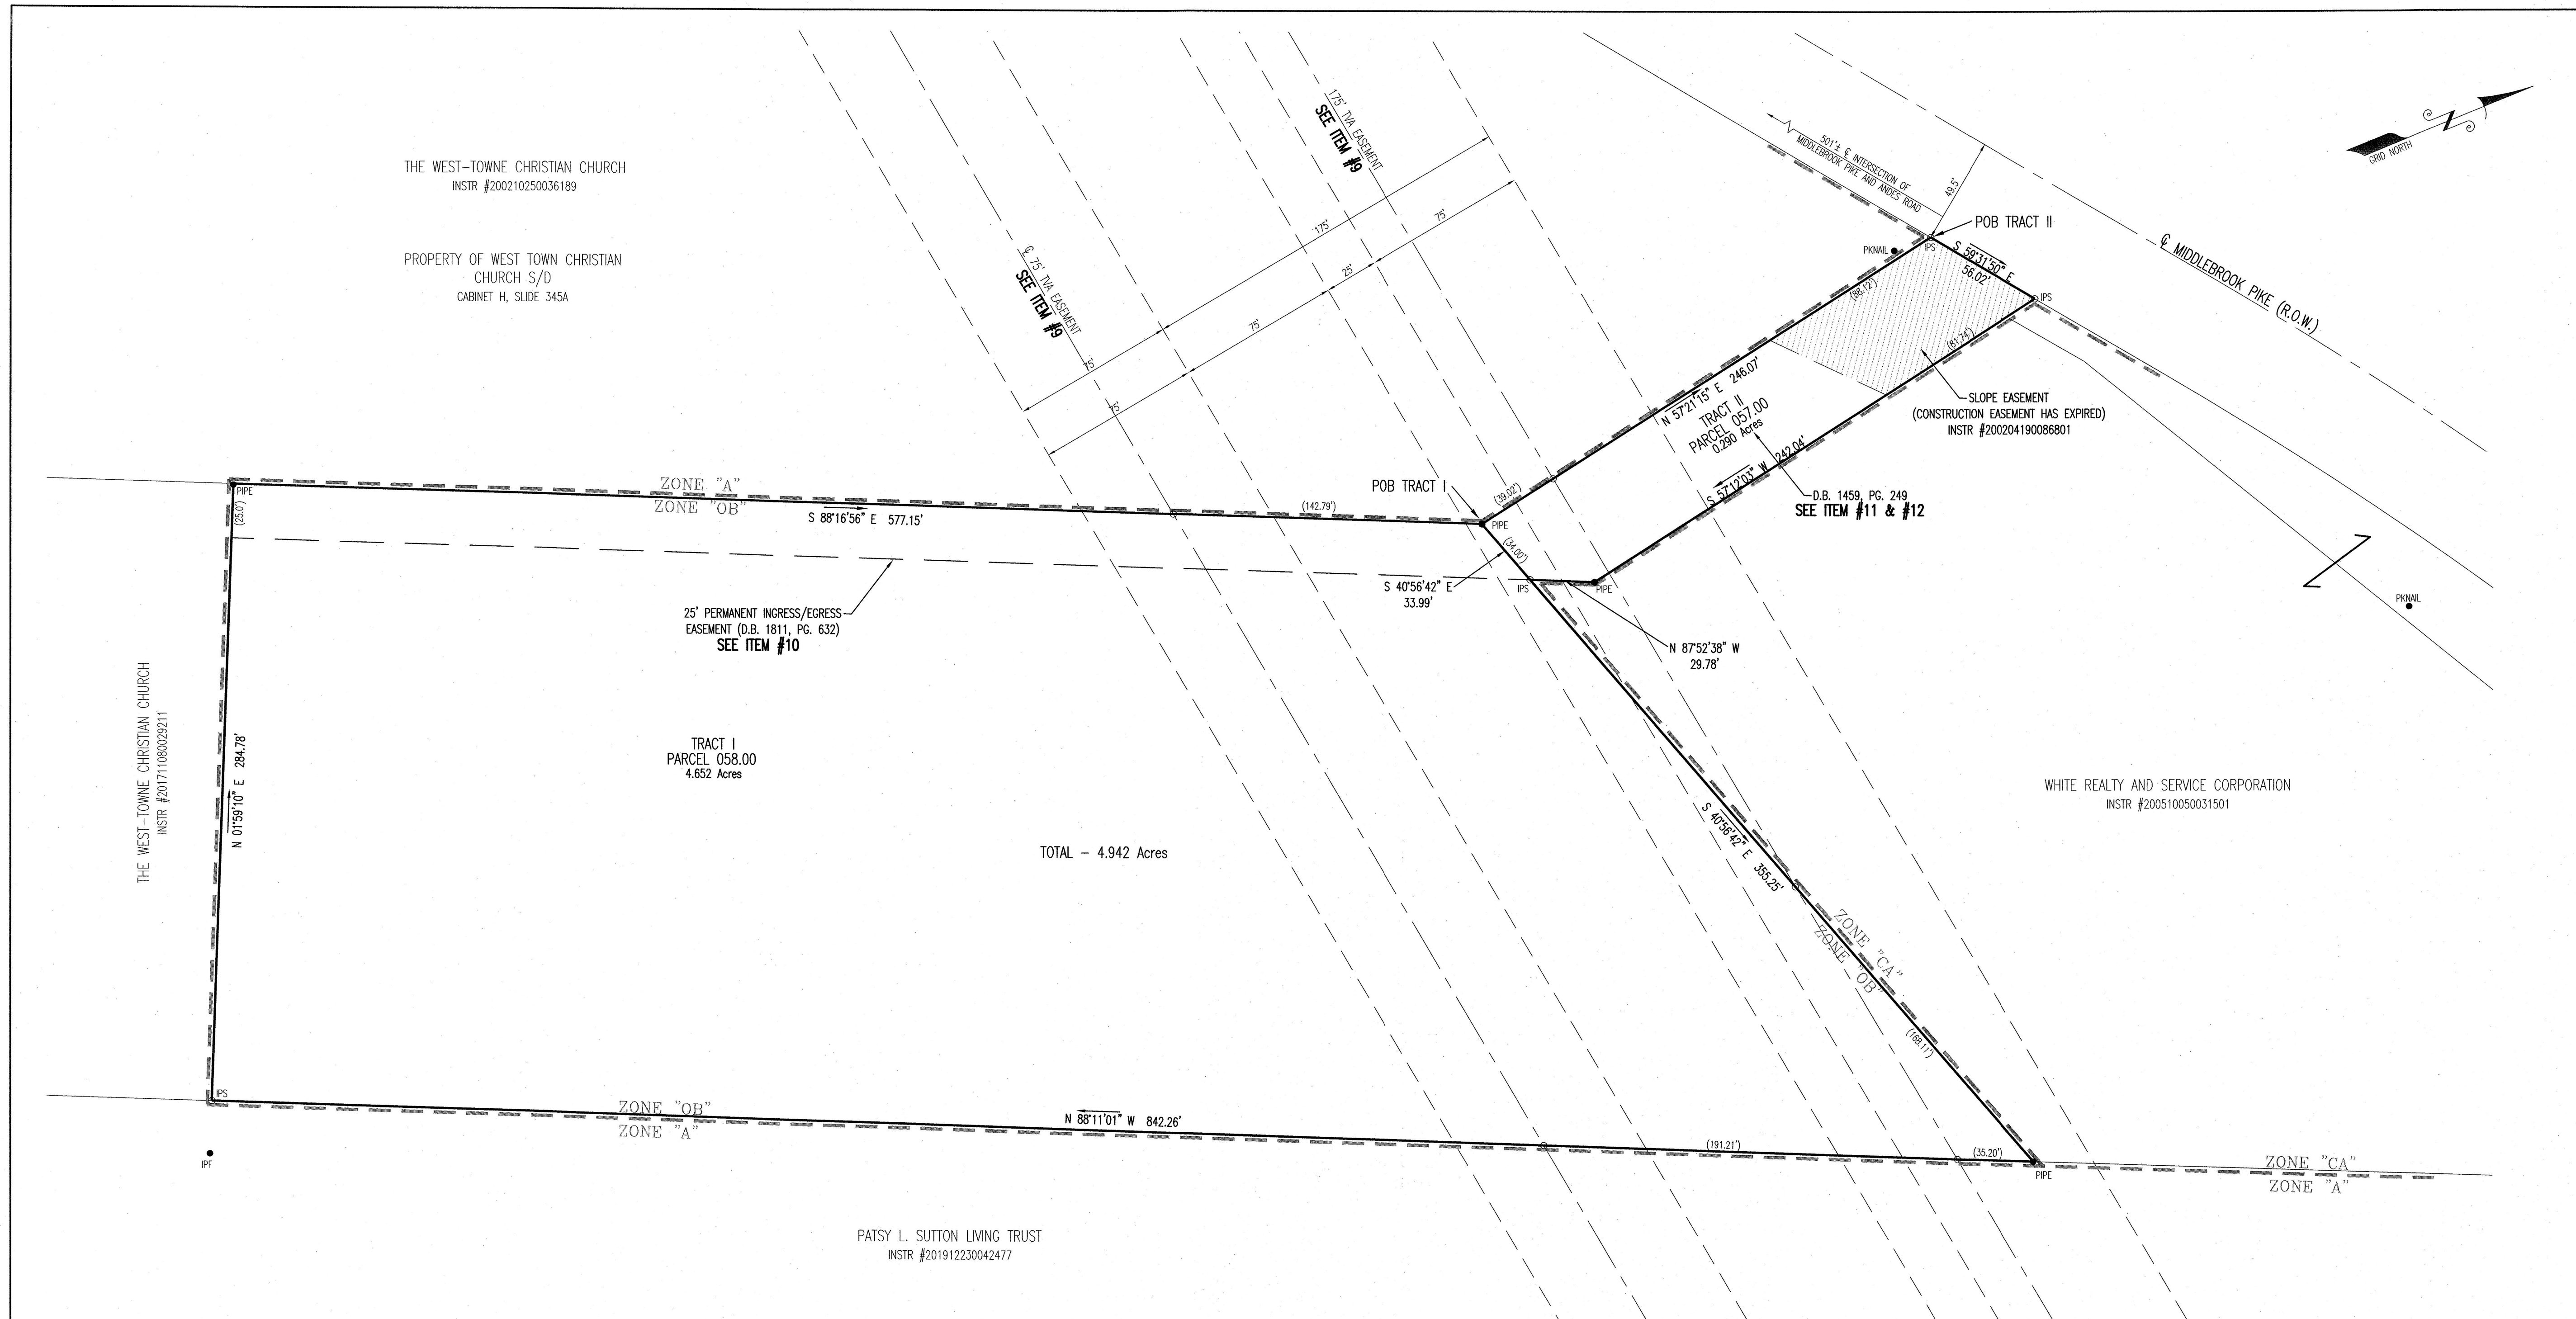 THE WEST-TOWNE CHRISTIAN CHURCH
INSTR #200210250036189
PROPERTY OF WEST TOWN CHRISTIAN
CHURCH S/D
CABINET H, SLIDE 345A
℄ 75' TVA EASEMENT
SEE ITEM #9
175' TVA EASEMENT
SEE ITEM #9
175'
75'
25'
75'
75'
75'
501'± ℄ INTERSECTION OF
MIDDLEBROOK PIKE AND ANDES ROAD
49.5'
GRID NORTH
N
POB TRACT II
PKNAIL
IPS
S 59°31'50" E
56.02'
IPS
℄ MIDDLEBROOK PIKE (R.O.W.)
(88.12')
(81.74')
N 57°21'15" E 246.07'
TRACT II
PARCEL 057.00
0.290 Acres
S 57°12'03" W 242.04'
SLOPE EASEMENT
(CONSTRUCTION EASEMENT HAS EXPIRED)
INSTR #200204190086801
D.B. 1459, PG. 249
SEE ITEM #11 & #12
POB TRACT I
(39.02')
PIPE
(34.00')
ZONE "A"
ZONE "OB"
PIPE
(25.0')
S 88°16'56" E 577.15'
(142.79')
S 40°56'42" E
33.99'
IPS
PIPE
N 87°52'38" W
29.78'
PKNAIL
25' PERMANENT INGRESS/EGRESS
EASEMENT (D.B. 1811, PG. 632)
SEE ITEM #10
THE WEST-TOWNE CHRISTIAN CHURCH
INSTR #201711080029211
N 01°59'10" E 284.78'
TRACT I
PARCEL 058.00
4.652 Acres
TOTAL - 4.942 Acres
WHITE REALTY AND SERVICE CORPORATION
INSTR #200510050031501
S 40°56'42" E 355.25'
ZONE "CA"
ZONE "OB"
(168.11')
IPS
ZONE "OB"
ZONE "A"
N 88°11'01" W 842.26'
(191.21')
(35.20')
PIPE
ZONE "CA"
ZONE "A"
IPF
PATSY L. SUTTON LIVING TRUST
INSTR #201912230042477